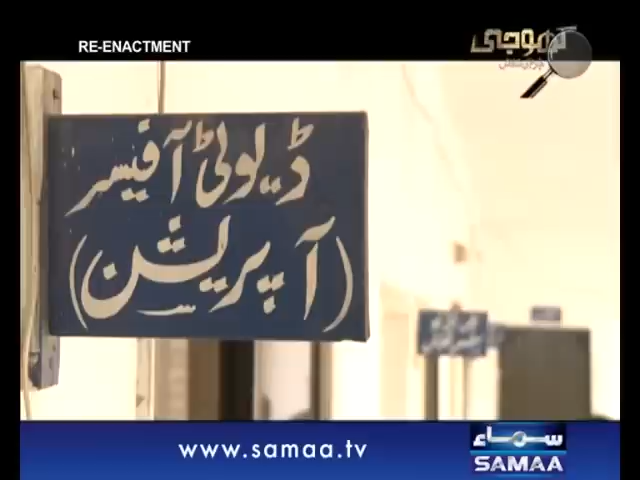 RE-ENACTMENT
کھوجی
ڈیوٹی آفیسر
(آپریشن)
www.samaa.tv
سماء
SAMAA